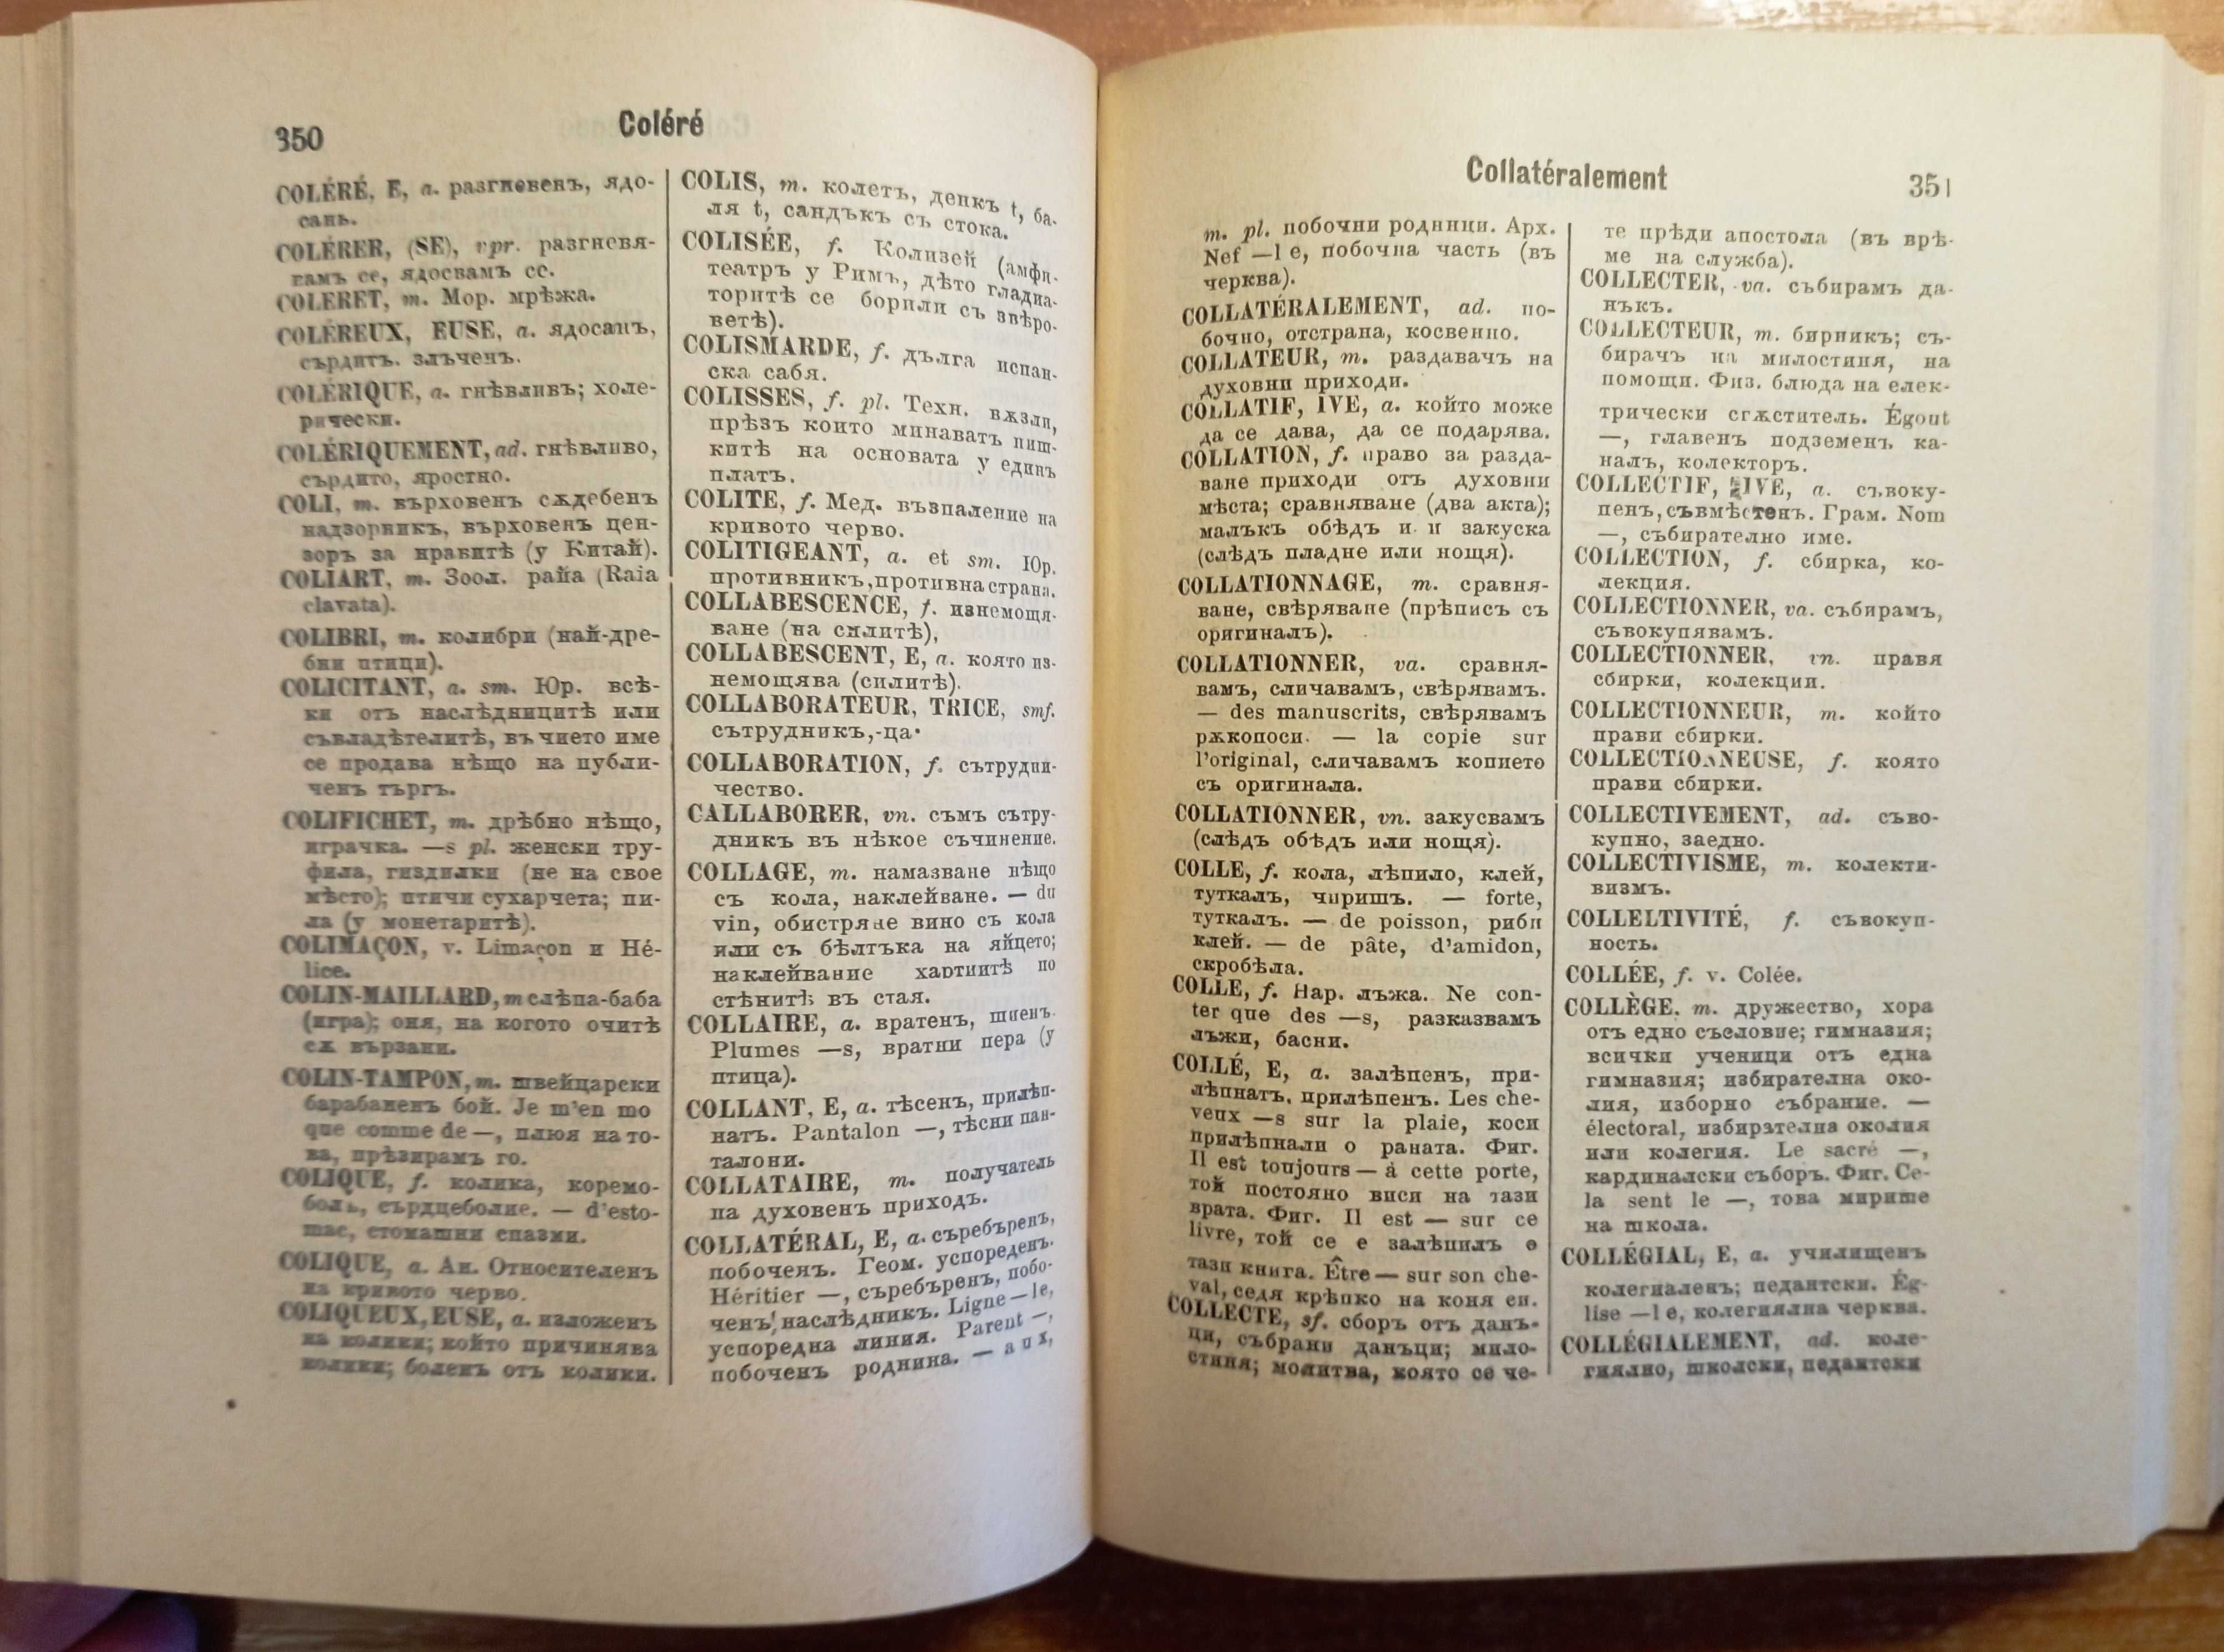 350
Coléré
COLÉRÉ, E, a. разгнѣвенъ, ядо-
санъ.
COLÉRER, (SE), vpr. разгнѣвя-
вамъ се, ядосвамъ се.
COLERET, m. Мор. мрѣжа.
COLÉREUX, EUSE, a. ядосанъ,
сърдитъ. злъченъ.
COLÉRIQUE, a. гнѣвливъ; холе-
рически.
COLÉRIQUEMENT, ad. гнѣвливо,
сърдито, яростно.
COLI, m. върховенъ сѫдебенъ
надзорникъ, върховенъ цен-
зоръ за нравитѣ (у Китай).
COLIART, m. Зоол. райа (Raia
clavata).
COLIBRI, m. колибри (най-дре-
бни птици).
COLICITANT, a. sm. Юр. всѣ-
ки отъ наслѣдницитѣ или
съвладѣтелитѣ, въ чието име
се продава нѣщо на публи-
ченъ търгъ.
COLIFICHET, m. дрѣбно нѣщо,
играчка. —s pl. женски тру-
фила, гиздилки (не на свое
мѣсто); птичи сухарчета; пи-
ла (у монетаритѣ).
COLIMAÇON, v. Limaçon и Hé-
lice.
COLIN-MAILLARD, m слѣпа-баба
(игра); оня, на когото очитѣ
сѫ вързани.
COLIN-TAMPON, m. швейцарски
барабаненъ бой. Je m'en mo
que comme de —, плюя на то-
ва, прѣзирамъ го.
COLIQUE, f. колика, коремо-
болъ, сърдцеболие. — d'esto-
mac, стомашни спазми.
COLIQUE, a. Ан. Относителенъ
на кривото черво.
COLIQUEUX, EUSE, a. изложенъ
на колики; който причинява
колики; боленъ отъ колики.
COLIS, m. колетъ, денкъ t, ба-
ля t, сандъкъ съ стока.
COLISÉE, f. Колизей (амфи-
театръ у Римъ, дѣто гладиа-
торитѣ се борили съ звѣро-
ветѣ).
COLISMARDE, f. дълга испан-
ска сабя.
COLISSES, f. pl. Техн. вѫзли,
прѣзъ които минаватъ ниш-
китѣ на основата у единъ
платъ.
COLITE, f. Мед. възпаление на
кривото черво.
COLITIGEANT, a. et sm. Юр.
противникъ, противна страна.
COLLABESCENCE, f. изнемощя-
ване (на силитѣ),
COLLABESCENT, E, a. която из-
немощява (силитѣ).
COLLABORATEUR, TRICE, smf.
сътрудникъ,-ца·
COLLABORATION, f. сътрудни-
чество.
CALLABORER, vn. съмъ сътру-
дникъ въ нѣкое съчинение.
COLLAGE, m. намазване нѣщо
съ кола, наклейване. — du
vin, обистряне вино съ кола
или съ бѣлтъка на яйцето;
наклейвание хартиитѣ по
стѣнитѣ въ стая.
COLLAIRE, a. вратенъ, шиенъ.
Plumes —s, вратни пера (у
птица).
COLLANT, E, a. тѣсенъ, прилѣп-
натъ. Pantalon —, тѣсни пан-
талони.
COLLATAIRE, m. получатель
на духовенъ приходъ.
COLLATÉRAL, E, a. съребъренъ,
побоченъ. Геом. успореденъ.
Héritier —, съребъренъ, побо-
ченъ наслѣдникъ. Ligne —le,
успоредна линия. Parent —,
побоченъ роднина. — aux,
Collatéralement
351
m. pl. побочни роднини. Арх.
Nef —le, побочна часть (въ
черква).
COLLATÉRALEMENT, ad. по-
бочно, отстрана, косвенно.
COLLATEUR, m. раздавачъ на
духовни приходи.
COLLATIF, IVE, a. който може
да се дава, да се подарява.
COLLATION, f. право за разда-
ване приходи отъ духовни
мѣста; сравняване (два акта);
малъкъ обѣдъ и и закуска
(слѣдъ пладне или нощя).
COLLATIONNAGE, m. сравня-
ване, свѣряване (прѣписъ съ
оригиналъ).
COLLATIONNER, va. сравня-
вамъ, сличавамъ, свѣрявамъ.
— des manuscrits, свѣрявамъ
рѫкопоси. — la copie sur
l'original, сличавамъ копието
съ оригинала.
COLLATIONNER, vn. закусвамъ
(слѣдъ обѣдъ или нощя).
COLLE, f. кола, лѣпило, клей,
туткалъ, чиришъ. — forte,
туткалъ. — de poisson, риби
клей. — de pâte, d'amidon,
скробѣла.
COLLE, f. Нар. лъжа. Ne con-
ter que des —s, разказвамъ
лъжи, басни.
COLLÉ, E, a. залѣпенъ, при-
лѣпнатъ, прилѣпенъ. Les che-
veux —s sur la plaie, коси
прилѣпнали о раната. Фиг.
Il est toujours — à cette porte,
той постояно виси на тази
врата. Фиг. Il est — sur ce
livre, той се е залѣпилъ о
тази книга. Être — sur son che-
val, седя крѣпко на коня си.
COLLECTE, sf. сборъ отъ данъ-
ци, събрани данъци; мило-
стиня; молитва, която се че-
те прѣди апостола (въ врѣ-
ме на служба).
COLLECTER, va. събирамъ да-
нъкъ.
COLLECTEUR, m. бирникъ; съ-
бирачъ на милостиня, на
помощи. Физ. блюда на елек-
трически сгѫститель. Égout
—, главенъ подземенъ ка-
налъ, колекторъ.
COLLECTIF, IVE, a. съвоку-
пенъ, съвмѣстенъ. Грам. Nom
—, събирателно име.
COLLECTION, f. сбирка, ко-
лекция.
COLLECTIONNER, va. събирамъ,
съвокупявамъ.
COLLECTIONNER, vn. правя
сбирки, колекции.
COLLECTIONNEUR, m. който
прави сбирки.
COLLECTIONNEUSE, f. която
прави сбирки.
COLLECTIVEMENT, ad. съво-
купно, заедно.
COLLECTIVISME, m. колекти-
визмъ.
COLLELTIVITÉ, f. съвокуп-
ность.
COLLÉE, f. v. Colée.
COLLÈGE, m. дружество, хора
отъ едно съеловие; гимназия;
всички ученици отъ една
гимназия; избирателна око-
лия, изборно събрание. —
électoral, избирателна околия
или колегия. Le sacré —,
кардиналски съборъ. Фиг. Ce-
la sent le —, това мирише
на школа.
COLLÉGIAL, E, a. училищенъ
колегиаленъ; педантски. Ég-
lise —le, колегиялна черква.
COLLÉGIALEMENT, ad. коле-
гиялно, школски, педантски